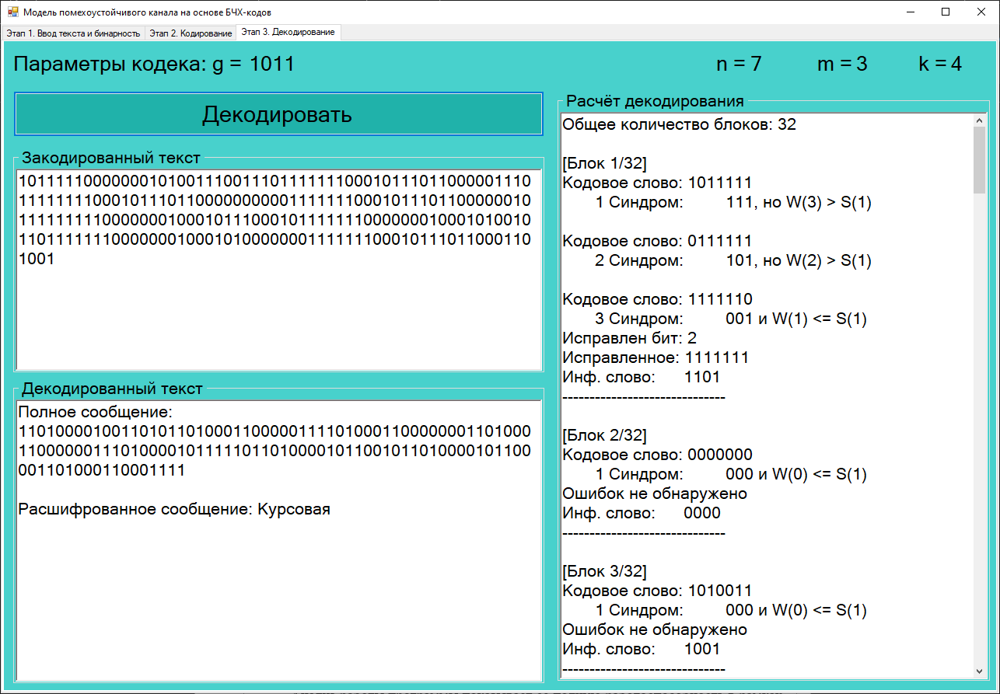 Модель помехоустойчивого канала на основе БЧХ-кодов
Этап 1. Ввод текста и бинарность
Этап 2. Кодирование
Этап 3. Декодирование
Параметры кодека: g = 1011
n = 7
m = 3
k = 4
Декодировать
Закодированный текст
10111110000000101001110011101111111100010111011000001110
1111111100010111011000000000011111110001011101100000010
1111111110000000100010111000101111111100000001000101001​0
1101111111000000010001010000000111111100010111011000110
1001
Декодированный текст
Полное сообщение:
1101000010011010110100011000001111010001100000001101000
1100000011101000010111110110100001011001011010000101100
001101000110001111
Расшифрованное сообщение: Курсовая
Расчёт декодирования
Общее количество блоков: 32
[Блок 1/32]
Кодовое слово: 1011111
1 Синдром: 111, но W(3) > S(1)
Кодовое слово: 0111111
2 Синдром: 101, но W(2) > S(1)
Кодовое слово: 1111110
3 Синдром: 001 и W(1) <= S(1)
Исправлен бит: 2
Исправленное: 1111111
Инф. слово: 1101
------------------------------
[Блок 2/32]
Кодовое слово: 0000000
1 Синдром: 000 и W(0) <= S(1)
Ошибок не обнаружено
Инф. слово: 0000
------------------------------
[Блок 3/32]
Кодовое слово: 1010011
1 Синдром: 000 и W(0) <= S(1)
Ошибок не обнаружено
Инф. слово: 1001
------------------------------